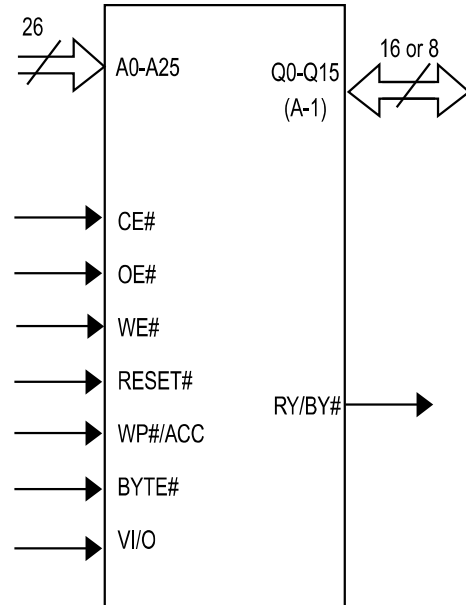 26
A0-A25
16 or 8
Q0-Q15
(A-1)
CE#
OE#
WE#
RESET#
RY/BY#
WP#/ACC
BYTE#
VI/O